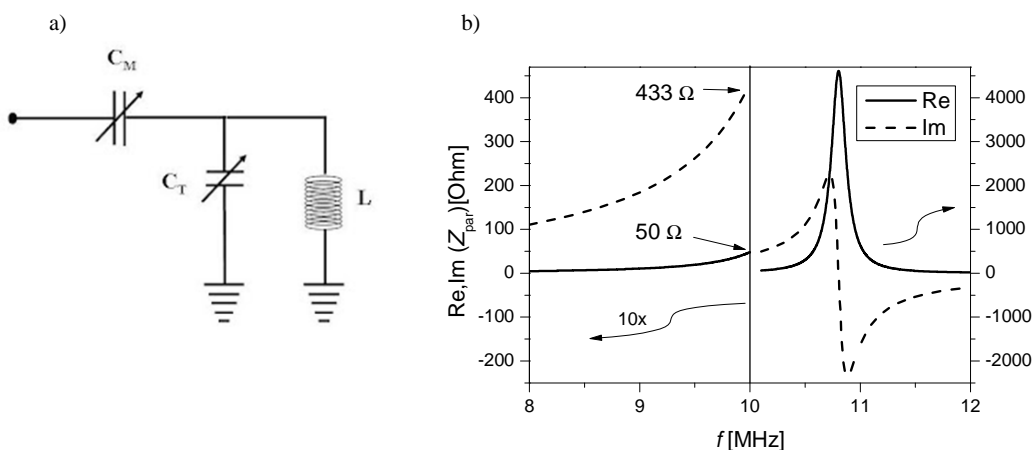 a)
C_M
C_T
L
b)
Re,Im (Z_par)[Ohm]
400
300
200
100
0
-100
-200
433 Ω
50 Ω
10x
Re
Im
4000
3000
2000
1000
0
-1000
-2000
8
9
10
11
12
f [MHz]